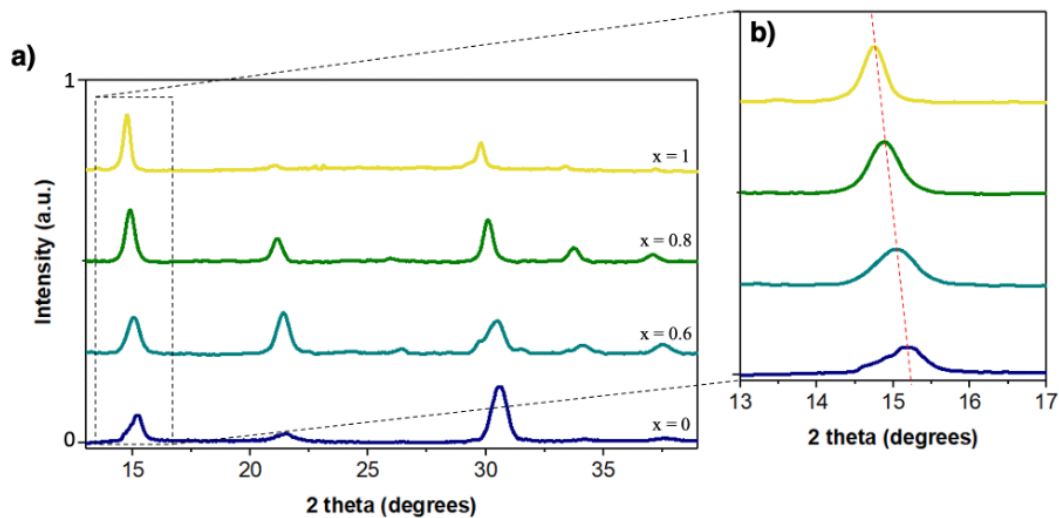 a)
1
Intensity (a.u.)
0
x = 1
x = 0.8
x = 0.6
x = 0
15 20 25 30 35
2 theta (degrees)
b)
13 14 15 16 17
2 theta (degrees)